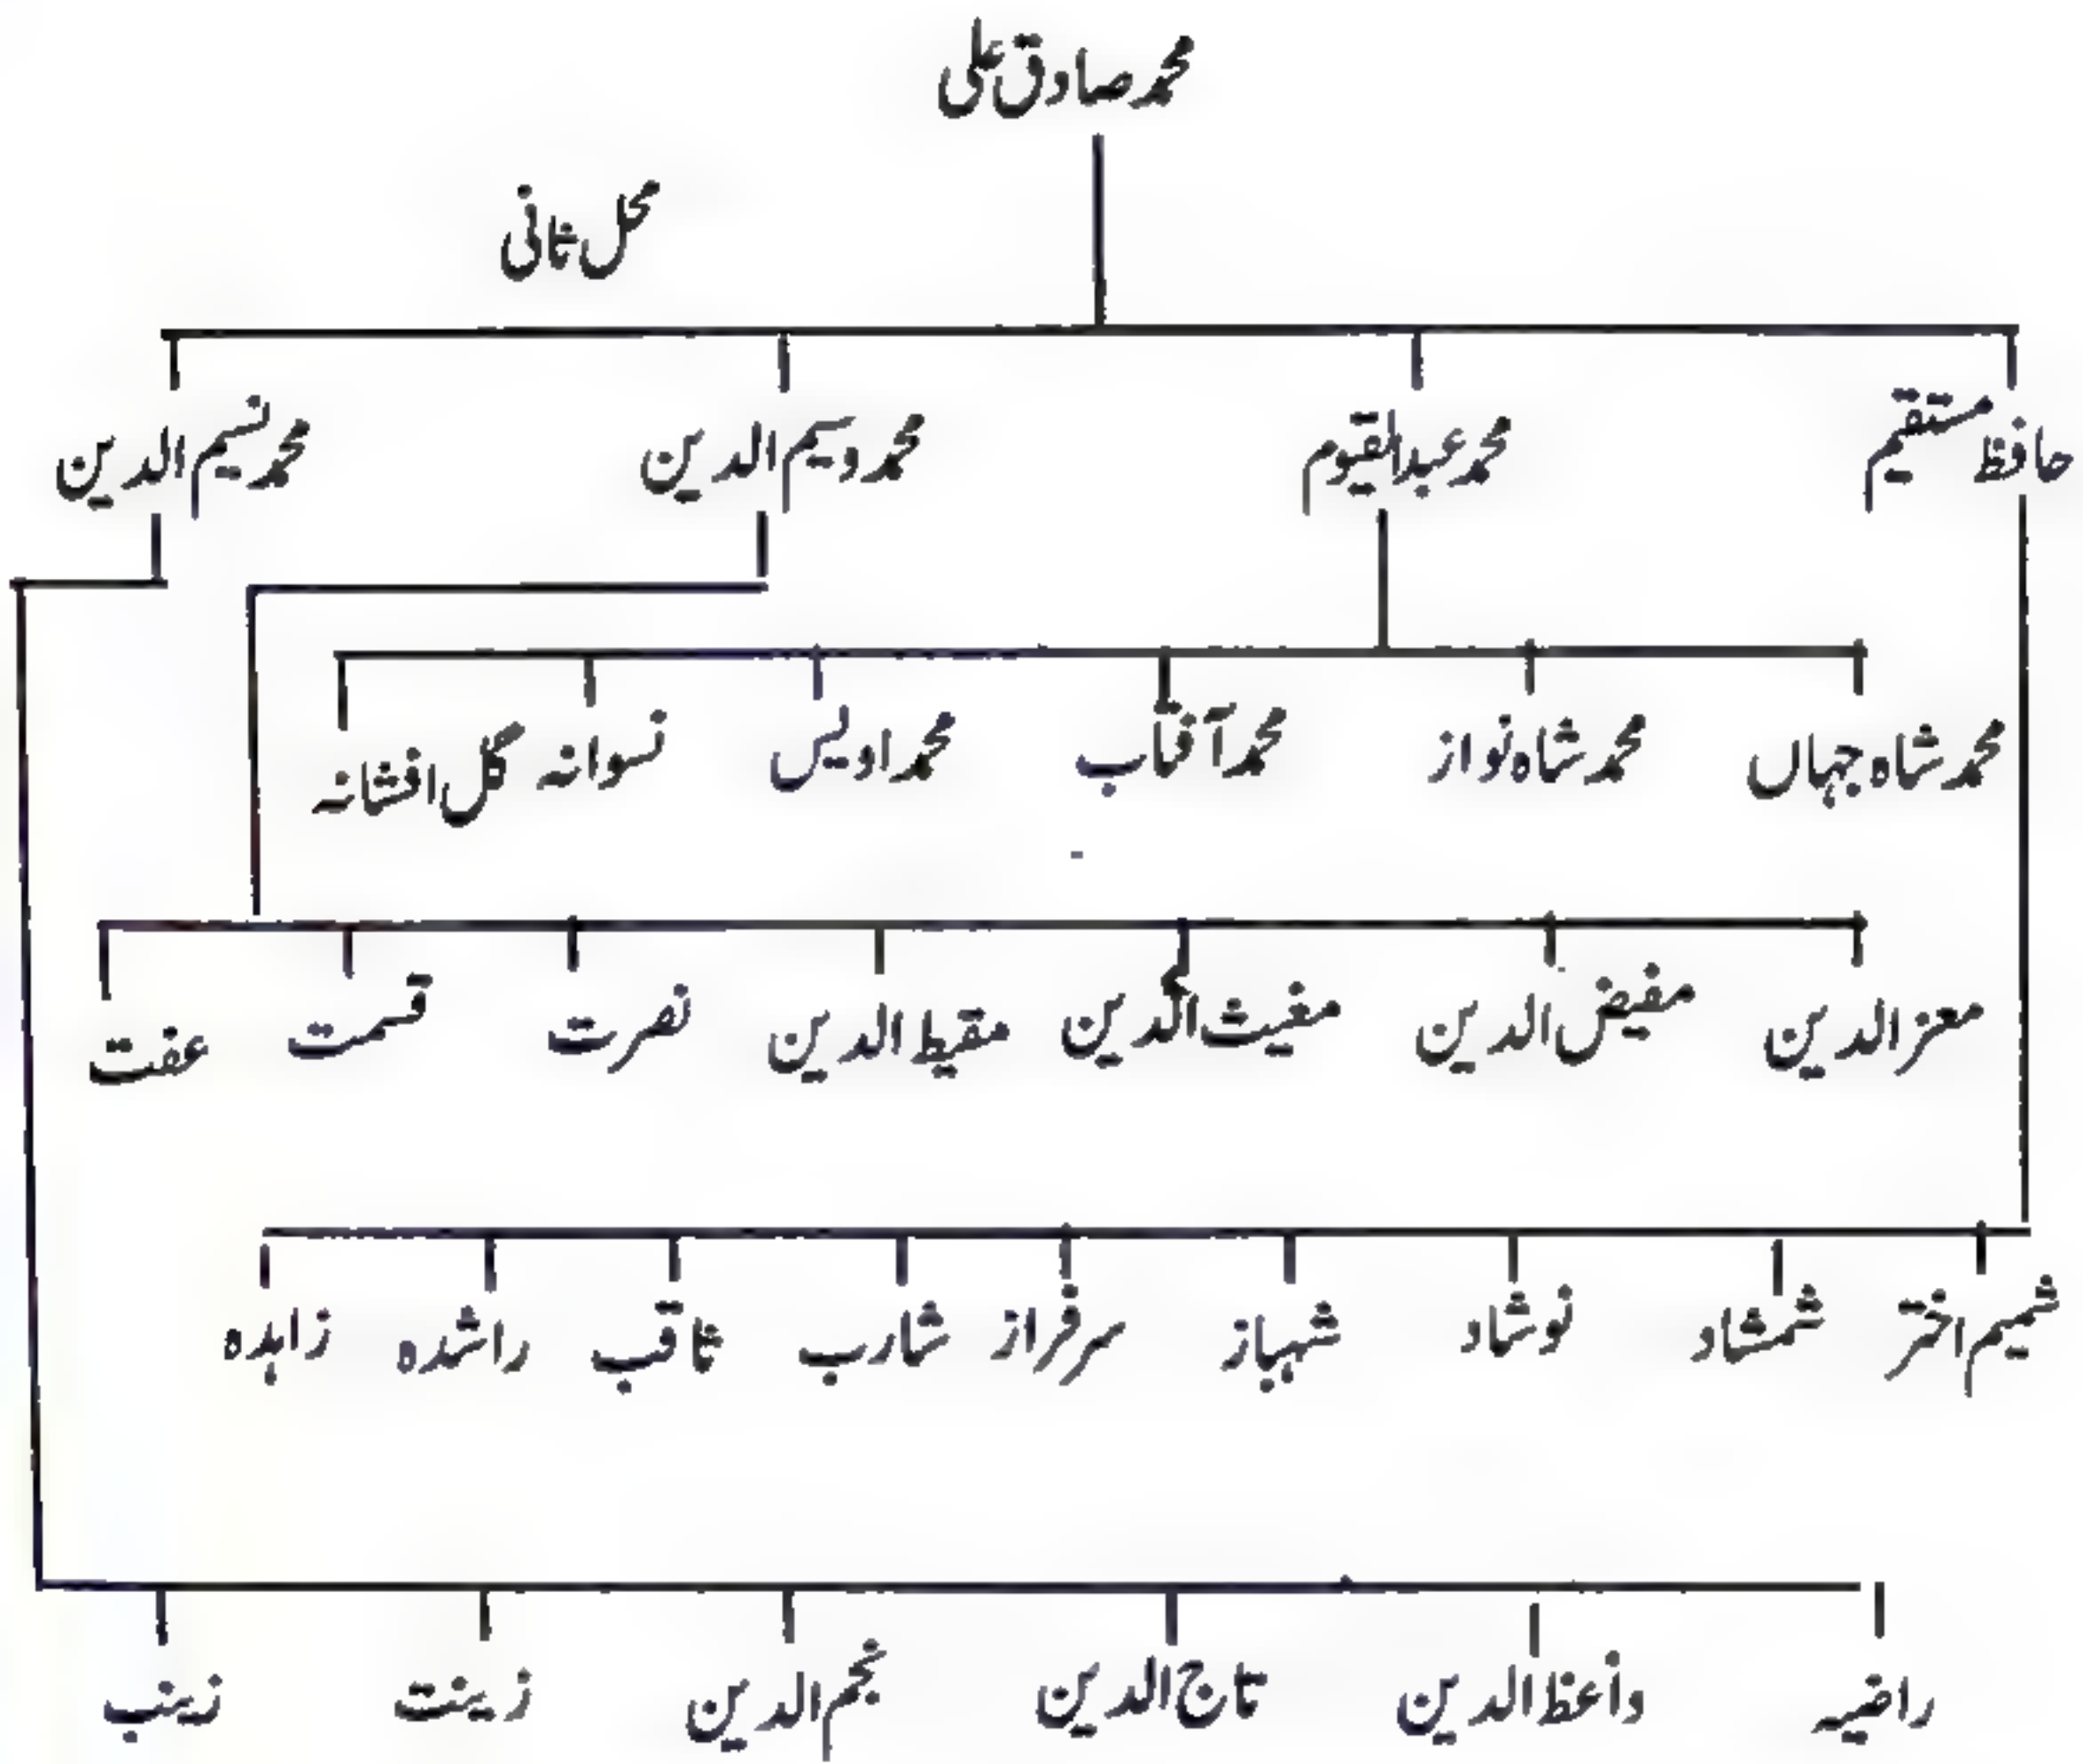 محمد صادق علی
محل ثانی
حافظ مستقیم محمد عبدالقیوم محمد وسیم الدین محمد نسیم الدین
محمد شاہ جہاں محمد شاہ نواز محمد آفتاب محمد اویس نسوانہ گل افشانہ
معز الدین مفیض الدین مغیث الدین مقیط الدین نصرت قسمت عفت
شمیم اختر شمشاد نوشاد شہباز سرفراز شارب ثاقب راشدہ زاہدہ
راضیہ واعظ الدین تاج الدین نجم الدین زینت زینب